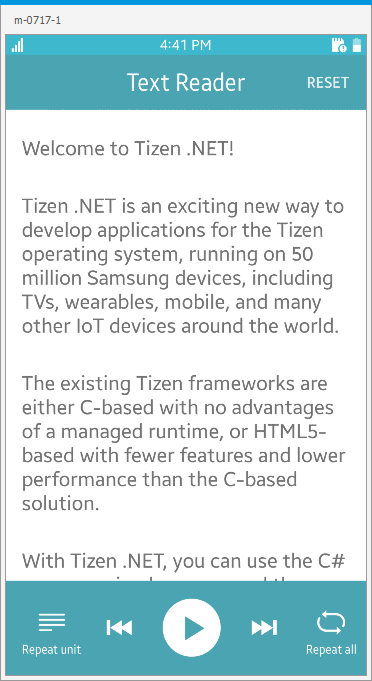 m-0717-1
4:41 PM
Text Reader
RESET
Welcome to Tizen .NET!
Tizen .NET is an exciting new way to
develop applications for the Tizen
operating system, running on 50
million Samsung devices, including
TVs, wearables, mobile, and many
other IoT devices around the world.
The existing Tizen frameworks are
either C-based with no advantages
of a managed runtime, or HTML5-
based with fewer features and lower
performance than the C-based
solution.
With Tizen .NET, you can use the C#
Repeat unit
Repeat all